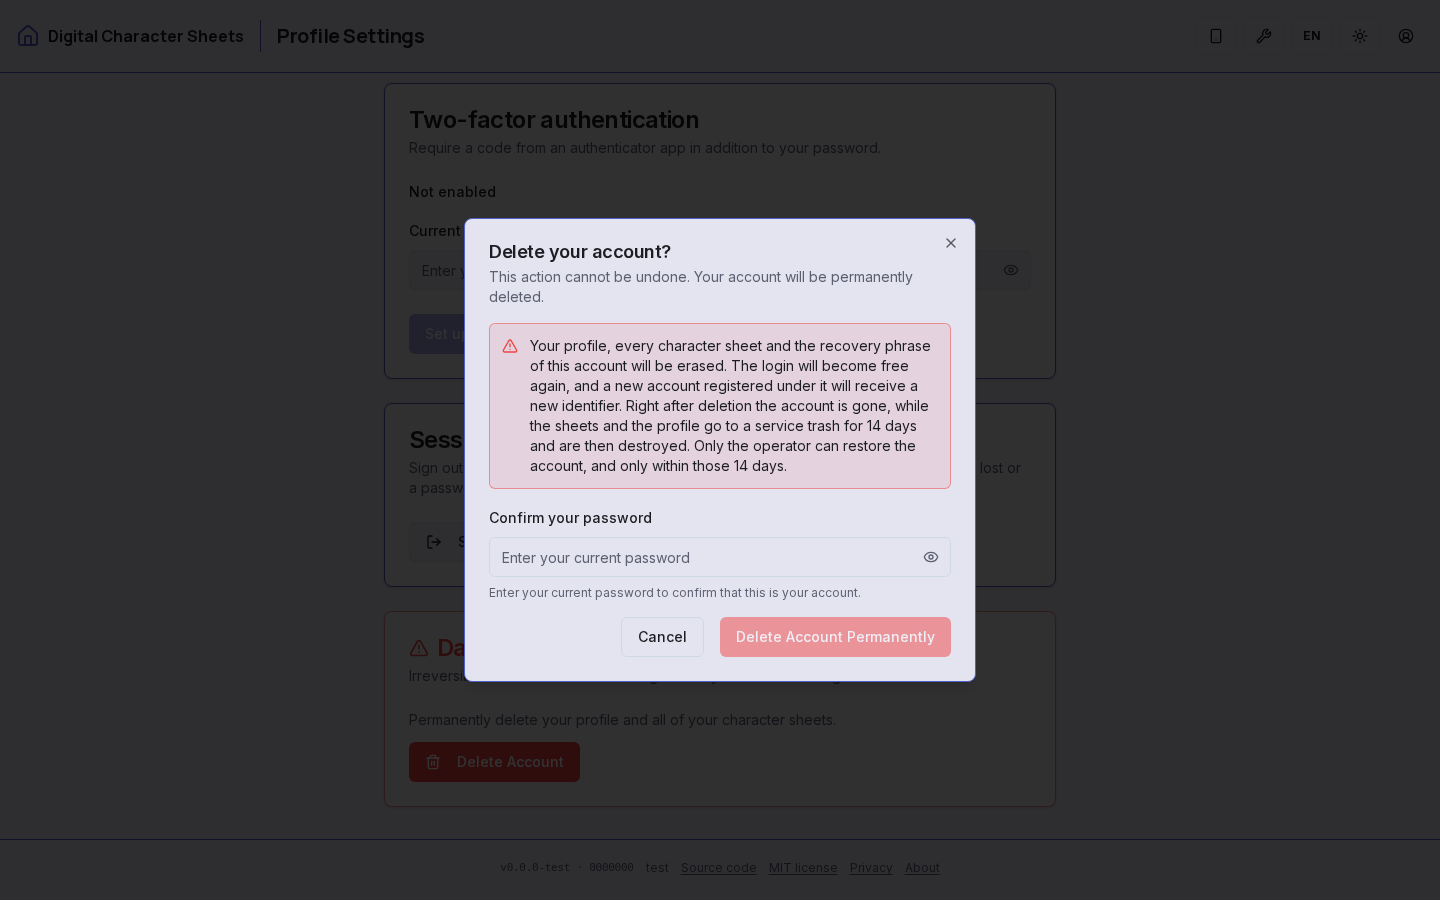 Digital Character Sheets
Profile Settings
EN
Two-factor authentication
Require a code from an authenticator app in addition to your password.
Not enabled
Current
Enter
Set
Delete your account?
This action cannot be undone. Your account will be permanently
deleted.
Your profile, every character sheet and the recovery phrase
of this account will be erased. The login will become free
again, and a new account registered under it will receive a
new identifier. Right after deletion the account is gone, while
the sheets and the profile go to a service trash for 14 days
and are then destroyed. Only the operator can restore the
account, and only within those 14 days.
Confirm your password
Enter your current password
Enter your current password to confirm that this is your account.
Cancel
Delete Account Permanently
Sign out
lost or
Permanently delete your profile and all of your character sheets.
Delete Account
v0.0.0-test · 0000000 test Source code MIT license Privacy About